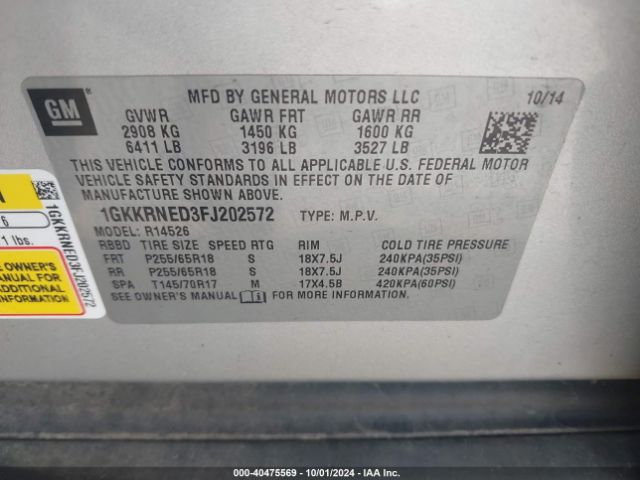 GM
®
MFD BY GENERAL MOTORS LLC
10/14
GVWR GAWR FRT GAWR RR
2908 KG 1450 KG 1600 KG
6411 LB 3196 LB 3527 LB
THIS VEHICLE CONFORMS TO ALL APPLICABLE U.S. FEDERAL MOTOR
VEHICLE SAFETY STANDARDS IN EFFECT ON THE DATE OF
MANUFACTURE SHOWN ABOVE.
1GKKRNED3FJ202572 TYPE: M.P.V.
MODEL: R14526
RBBD TIRE SIZE SPEED RTG RIM COLD TIRE PRESSURE
FRT P255/65R18 S 18X7.5J 240KPA(35PSI)
RR P255/65R18 S 18X7.5J 240KPA(35PSI)
SPA T145/70R17 M 17X4.5B 420KPA(60PSI)
SEE OWNER'S MANUAL FOR MORE INFORMATION.
6
1 lbs.
OWNER'S
MANUAL FOR
ADDITIONAL
1GKKRNED3FJ202572
© - 40475569 - 10/01/2024 - IAA Inc.